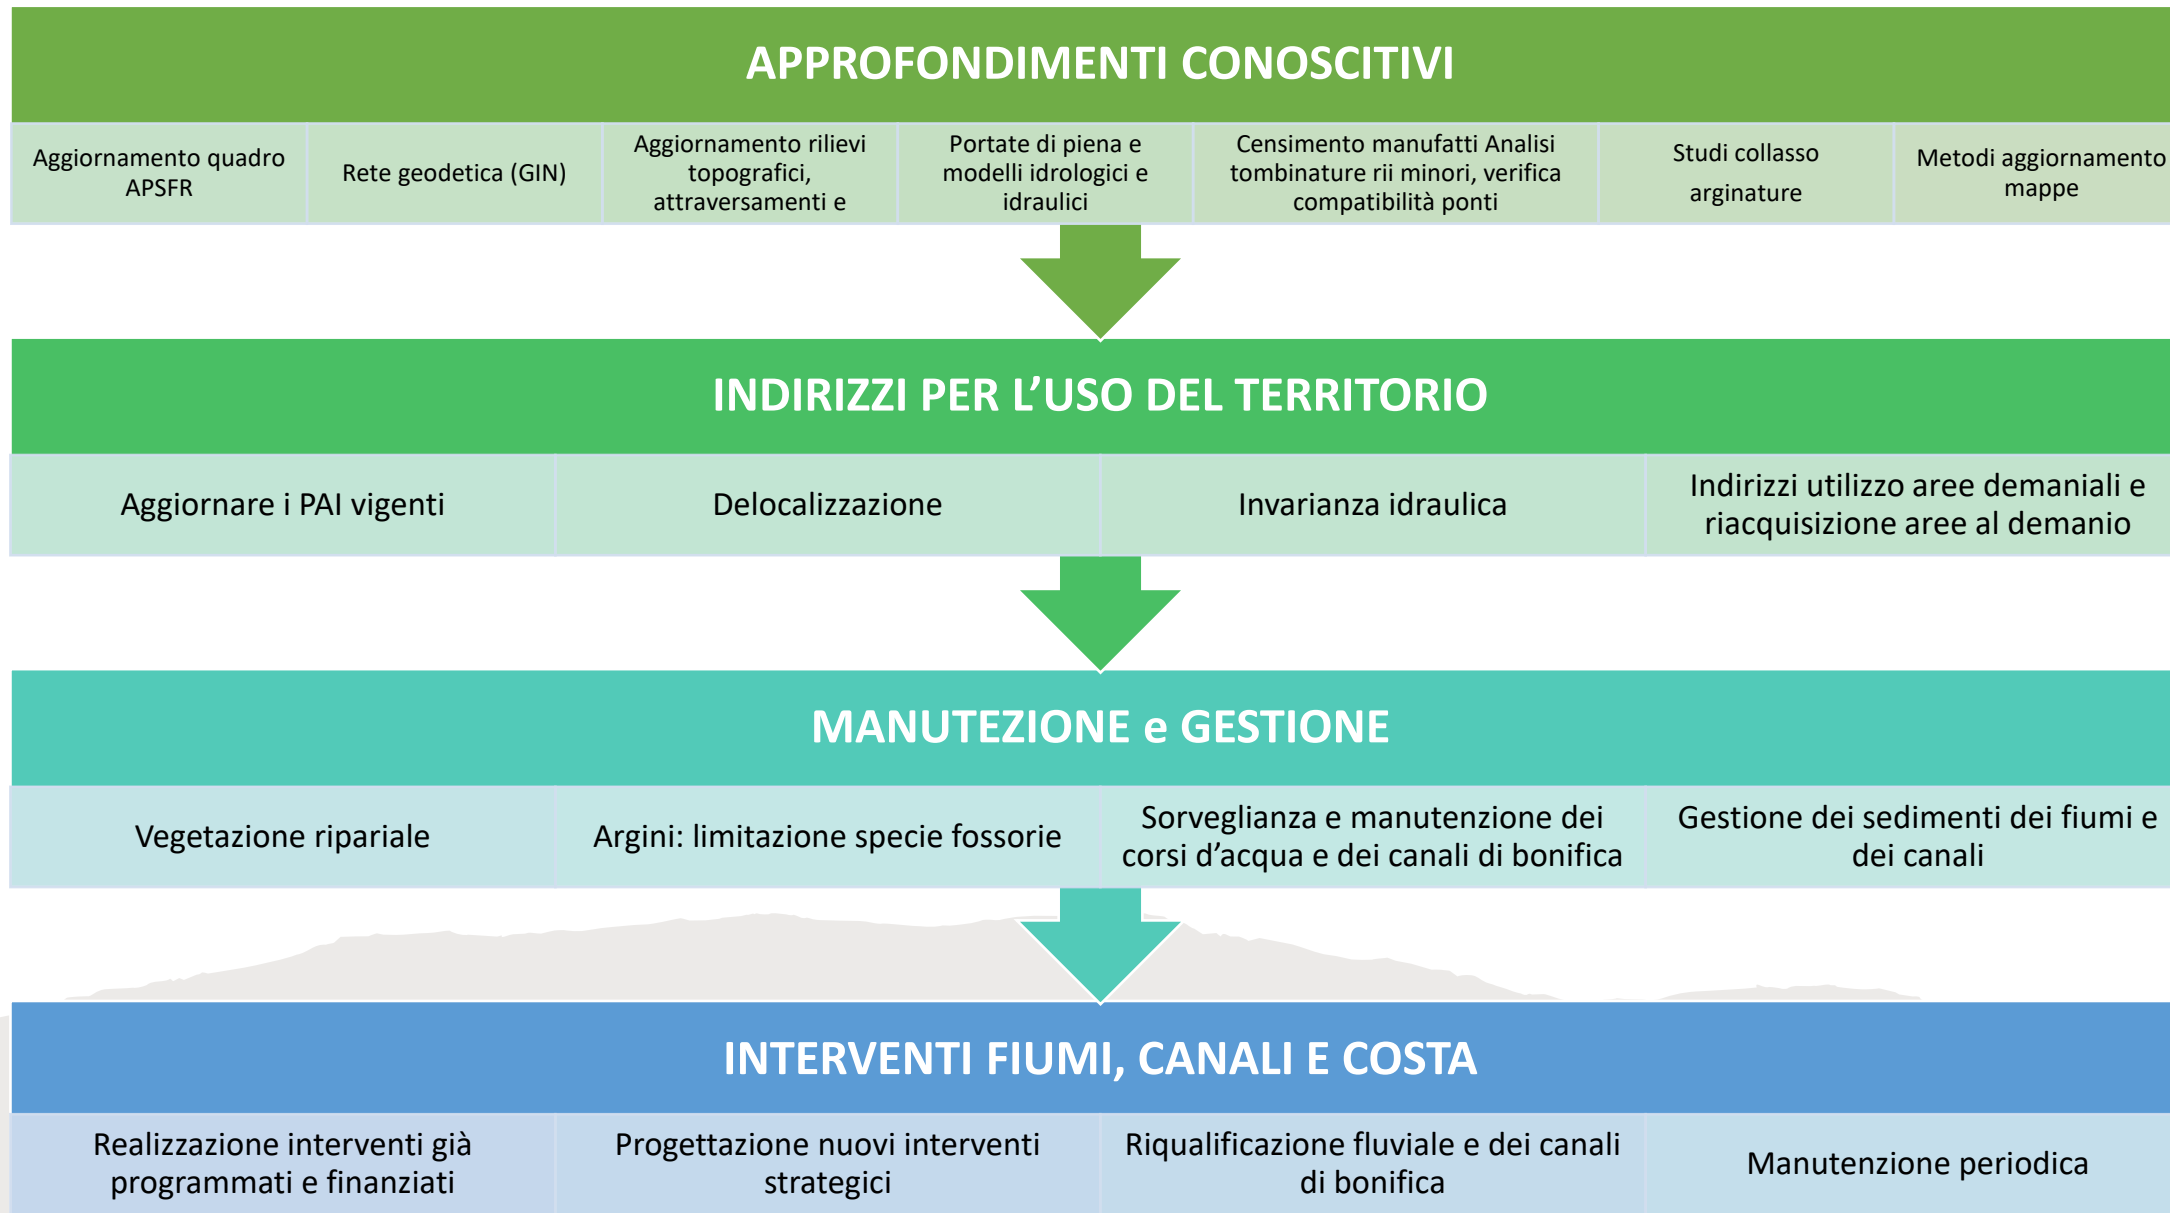 APPROFONDIMENTI CONOSCITIVI
Aggiornamento quadro
APSFR
Rete geodetica (GIN)
Aggiornamento rilievi
topografici,
attraversamenti e
Portate di piena e
modelli idrologici e
idraulici
Censimento manufatti Analisi
tombinature rii minori, verifica
compatibilità ponti
Studi collasso
arginature
Metodi aggiornamento
mappe
INDIRIZZI PER L’USO DEL TERRITORIO
Aggiornare i PAI vigenti
Delocalizzazione
Invarianza idraulica
Indirizzi utilizzo aree demaniali e
riacquisizione aree al demanio
MANUTEZIONE e GESTIONE
Vegetazione ripariale
Argini: limitazione specie fossorie
Sorveglianza e manutenzione dei
corsi d’acqua e dei canali di bonifica
Gestione dei sedimenti dei fiumi e
dei canali
INTERVENTI FIUMI, CANALI E COSTA
Realizzazione interventi già
programmati e finanziati
Progettazione nuovi interventi
strategici
Riqualificazione fluviale e dei canali
di bonifica
Manutenzione periodica